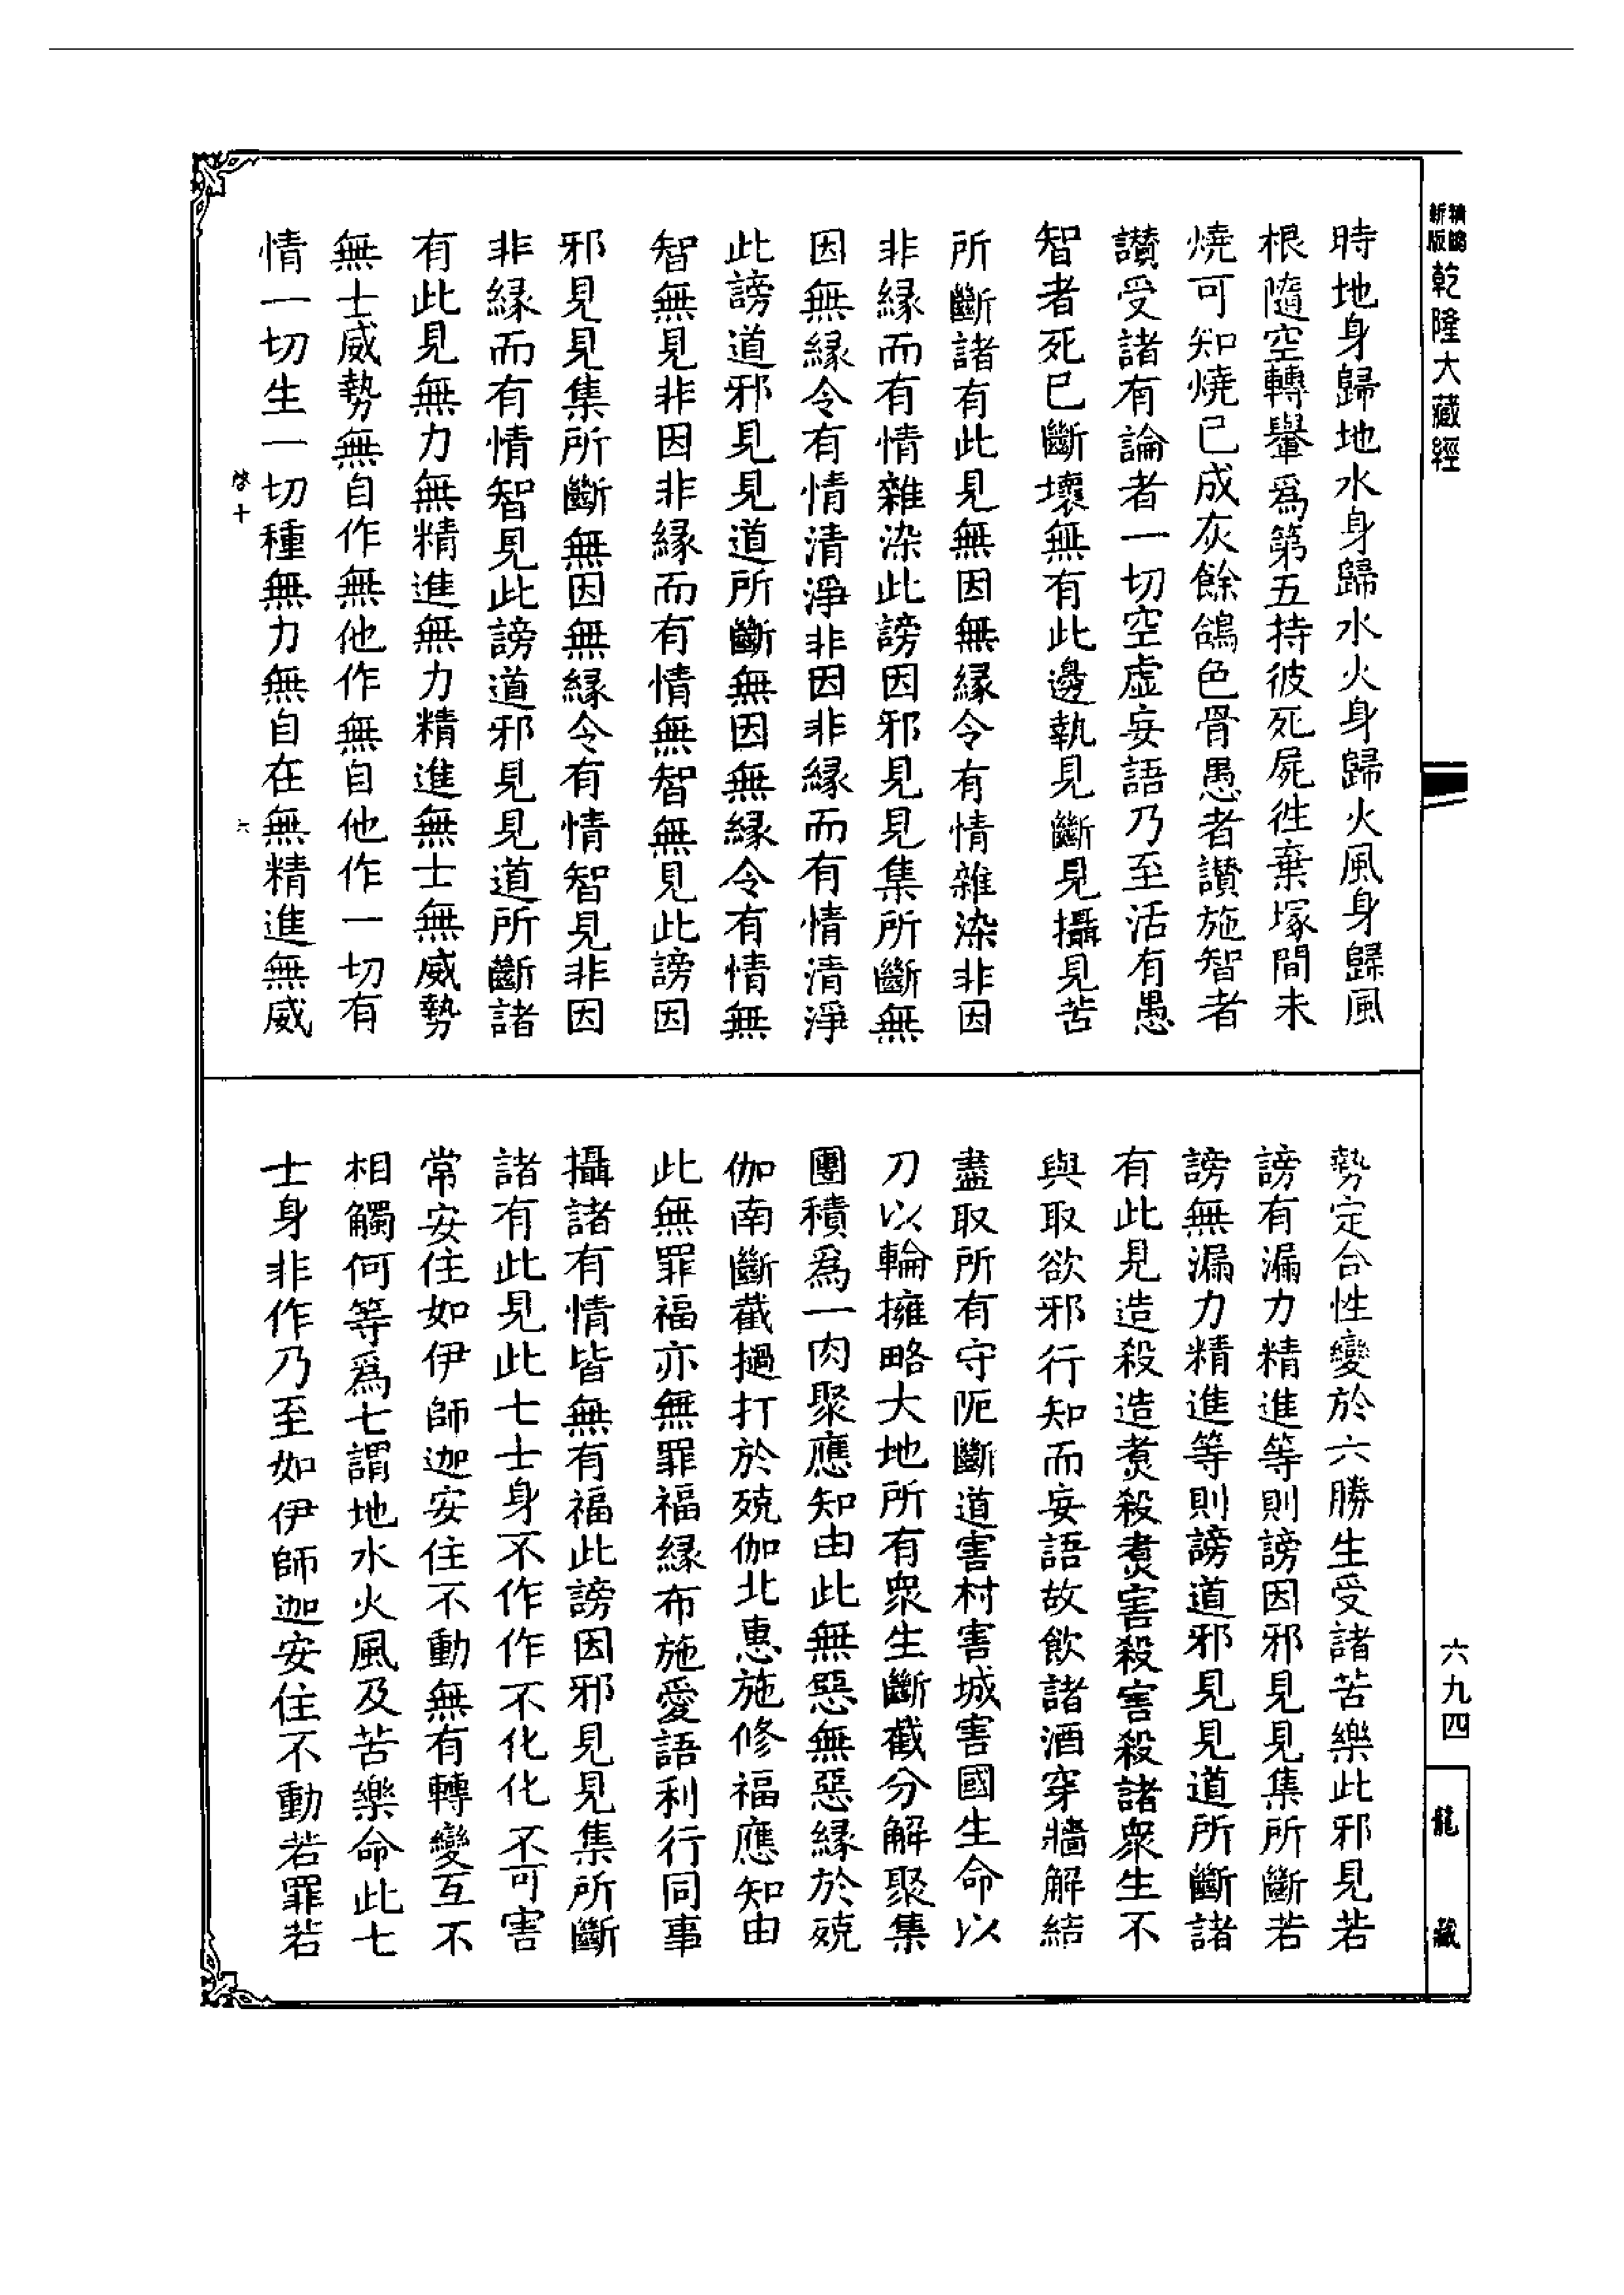 新版
精縮
乾隆大藏經
六九四
龍藏
時地身歸地水身歸水火身歸火風身歸風
根隨空轉轝爲第五持彼死屍徃棄塚間未
燒可知燒已成灰餘鴿色骨愚者讃施智者
讃受諸有論者一切空虛妄語乃至活有愚
智者死已斷壞無有此邊執見斷見攝見苦
所斷諸有此見無因無緣令有情雜染非因
非緣而有情雜染此謗因邪見見集所斷無
因無緣令有情清淨非因非緣而有情清淨
此謗道邪見見道所斷無因無緣令有情無
智無見非因非緣而有情無智無見此謗因
邪見見集所斷無因無緣令有情智見非因
非緣而有情智見此謗道邪見見道所斷諸
有此見無力無精進無力精進無士無威勢
無士威勢無自作無他作無自他作一切有
情一切生一切種無力無自在無精進無威
啓十
六
勢定合性變於六勝生受諸苦樂此邪見若
謗有漏力精進等則謗因邪見見集所斷若
謗無漏力精進等則謗道邪見見道所斷諸
有此見造殺造煑殺煑害殺害殺諸衆生不
與取欲邪行知而妄語故飲諸酒穿牆解結
盡取所有守阨斷道害村害城害國生命以
刀以輪擁略大地所有衆生斷截分解聚集
團積爲一肉聚應知由此無惡無惡緣於殑
伽南斷截撾打於殑伽北惠施修福應知由
此無罪福亦無罪福緣布施愛語利行同事
攝諸有情皆無有福此謗因邪見見集所斷
諸有此見此七士身不作作不化化不可害
常安住如伊師迦安住不動無有轉變互不
相觸何等爲七謂地水火風及苦樂命此七
士身非作乃至如伊師迦安住不動若罪若